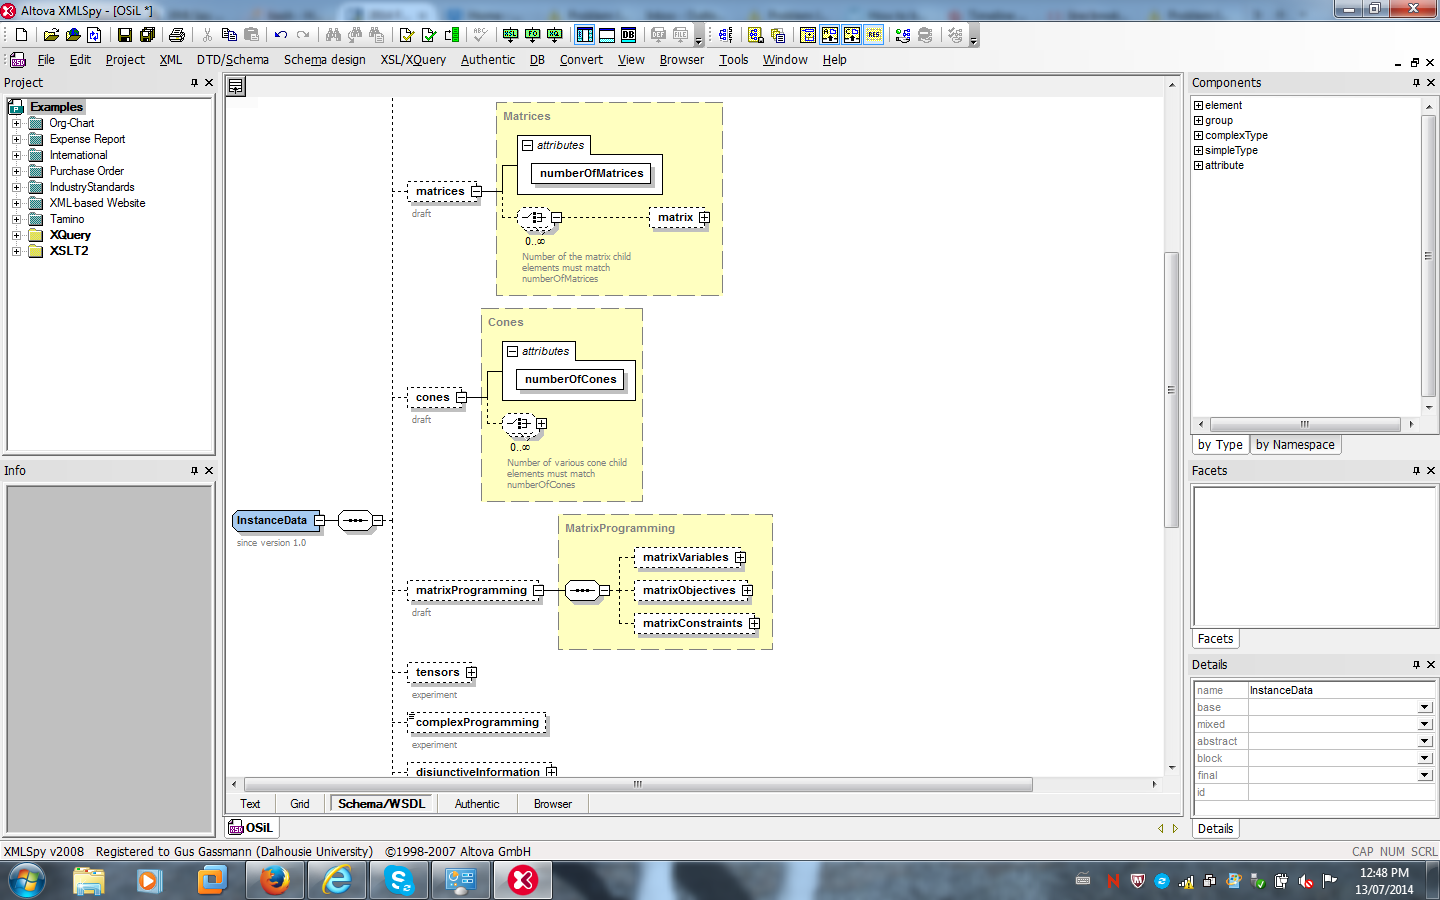 Altova XMLSpy - [OSiL *]
File Edit Project XML DTD/Schema Schema design XSL/XQuery Authentic DB Convert View Browser Tools Window Help
Project
Examples
Org-Chart
Expense Report
International
Purchase Order
IndustryStandards
XML-based Website
Tamino
XQuery
XSLT2
Info
Matrices
attributes
numberOfMatrices
matrices
draft
matrix
0..∞
Number of the matrix child
elements must match
numberOfMatrices
Cones
attributes
numberOfCones
cones
draft
0..∞
Number of various cone child
elements must match
numberOfCones
InstanceData
since version 1.0
MatrixProgramming
matrixVariables
matrixProgramming
matrixObjectives
draft
matrixConstraints
tensors
experiment
complexProgramming
experiment
disjunctiveInformation
Text Grid Schema/WSDL Authentic Browser
OSiL
Components
element
group
complexType
simpleType
attribute
by Type by Namespace
Facets
Facets
Details
name InstanceData
base
mixed
abstract
block
final
id
Details
XMLSpy v2008 Registered to Gus Gassmann (Dalhousie University) ©1998-2007 Altova GmbH
CAP NUM SCRL
12:48 PM
13/07/2014